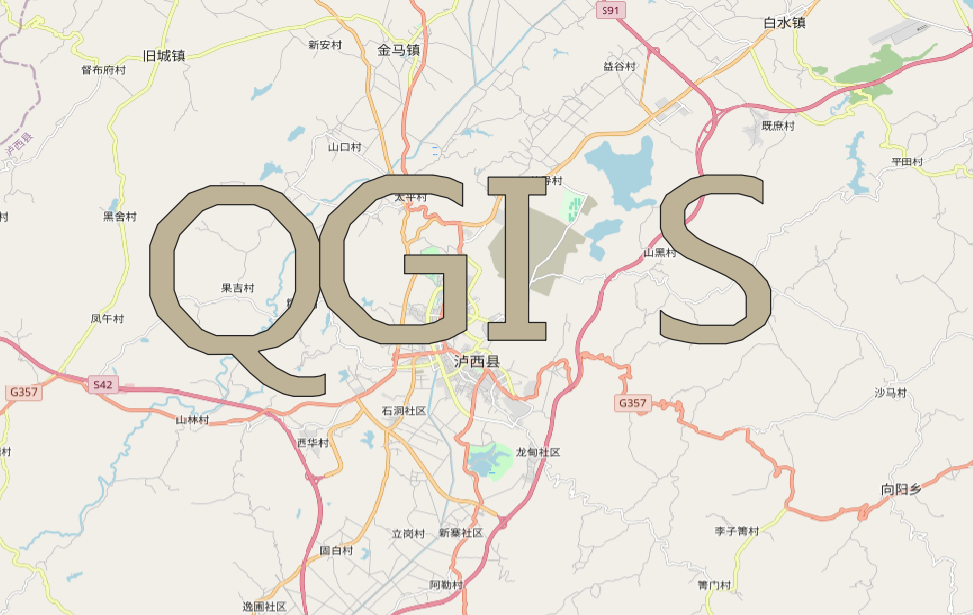 S91
白水镇
旧城镇
新安村
金马镇
督布府村
益谷村
泸西县
既庶村
山口村
平田村
太平村
黑舍村
QGIS
山黑村
果吉村
凤午村
泸西县
G357
S42
G357
沙马村
石洞社区
山林村
西华村
龙甸社区
向阳乡
立岗村
新寨社区
李子箐村
固白村
阿勒村
箐门村
逸圃社区